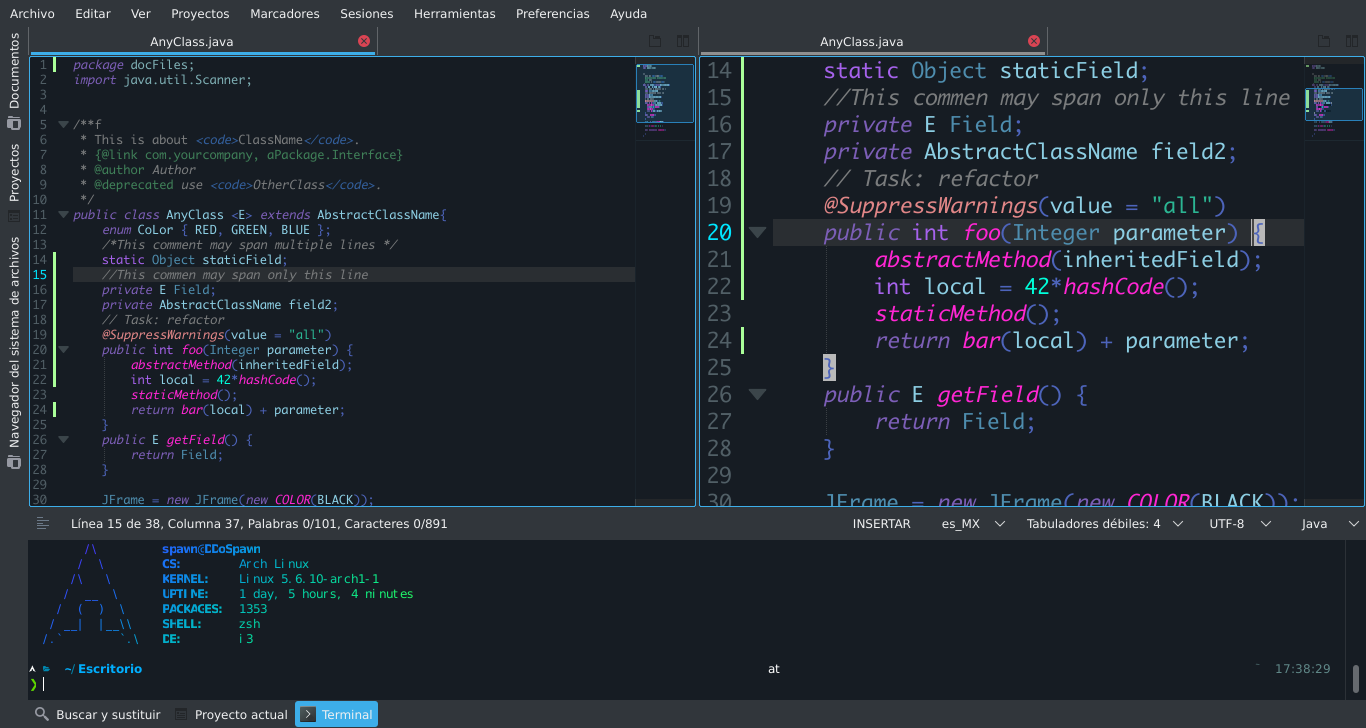 Archivo Editar Ver Proyectos Marcadores Sesiones Herramientas Preferencias Ayuda
Documentos
Proyectos
Navegador del sistema de archivos
AnyClass.java
1 package docFiles;
2 import java.util.Scanner;
3
4
5 /**f
6 * This is about <code>ClassName</code>.
7 * {@link com.yourcompany, aPackage.Interface}
8 * @author Author
9 * @deprecated use <code>OtherClass</code>.
10 */
11 public class AnyClass <E> extends AbstractClassName{
12 enum Color { RED, GREEN, BLUE };
13 /*This comment may span multiple lines */
14 static Object staticField;
15 //This commen may span only this line
16 private E Field;
17 private AbstractClassName field2;
18 // Task: refactor
19 @SuppressWarnings(value = "all")
20 public int foo(Integer parameter) {
21 abstractMethod(inheritedField);
22 int local = 42*hashCode();
23 staticMethod();
24 return bar(local) + parameter;
25 }
26 public E getField() {
27 return Field;
28 }
29
30 JFrame = new JFrame(new COLOR(BLACK));
AnyClass.java
14 static Object staticField;
15 //This commen may span only this line
16 private E Field;
17 private AbstractClassName field2;
18 // Task: refactor
19 @SuppressWarnings(value = "all")
20 public int foo(Integer parameter) {
21 abstractMethod(inheritedField);
22 int local = 42*hashCode();
23 staticMethod();
24 return bar(local) + parameter;
25 }
26 public E getField() {
27 return Field;
28 }
29
30 JFrame = new JFrame(new COLOR(BLACK));
Línea 15 de 38, Columna 37, Palabras 0/101, Caracteres 0/891 INSERTAR es_MX Tabuladores débiles: 4 UTF-8 Java
/\ spawn@DDoSpawn
/ \ OS: Arch Linux
/\ \ KERNEL: Linux 5.6.10-arch1-1
/ __ \ UPTIME: 1 day, 5 hours, 4 minutes
/ ( ) \ PACKAGES: 1353
/ __| |__\\ SHELL: zsh
/.` `.\ DE: i3
~/Escritorio at 17:38:29
❯
Buscar y sustituir Proyecto actual Terminal